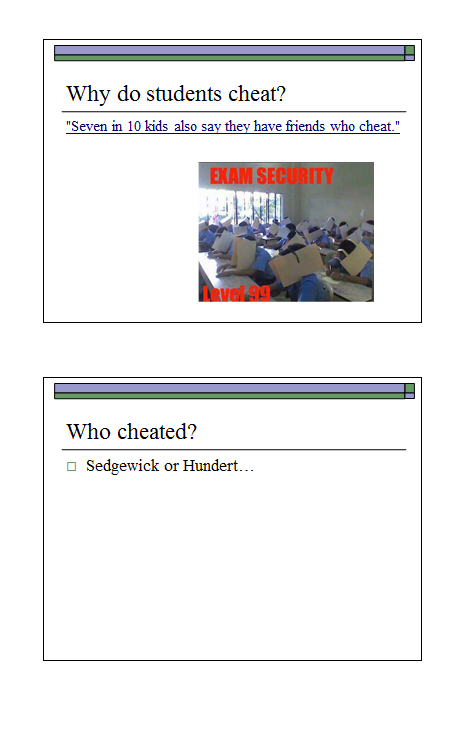 Why do students cheat?
"Seven in 10 kids also say they have friends who cheat."
EXAM SECURITY
Level 99
Who cheated?
Sedgewick or Hundert…